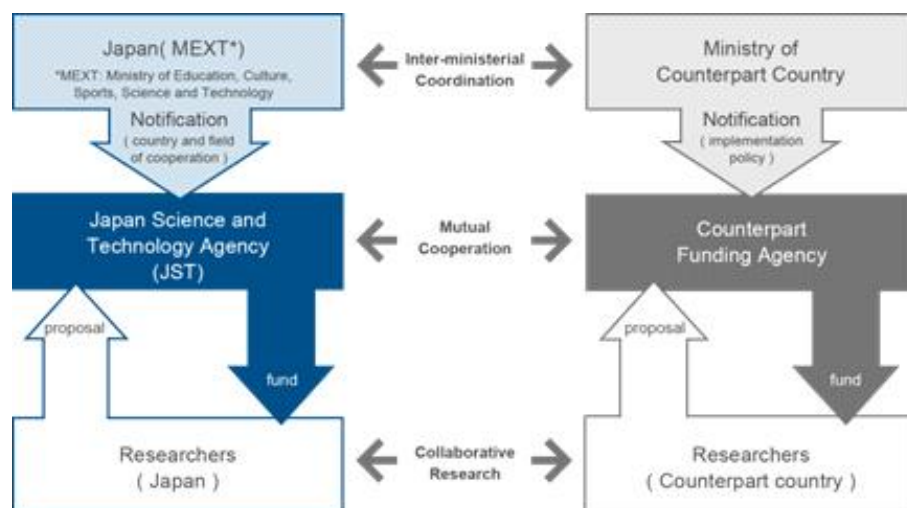 Japan( MEXT*)
*MEXT: Ministry of Education, Culture,
Sports, Science and Technology
Inter-ministerial
Coordination
Ministry of
Counterpart Country
Notification
( country and field
of cooperation )
Notification
( implementation
policy )
Japan Science and
Technology Agency
(JST)
Mutual
Cooperation
Counterpart
Funding Agency
proposal
fund
proposal
fund
Researchers
( Japan )
Collaborative
Research
Researchers
( Counterpart country )